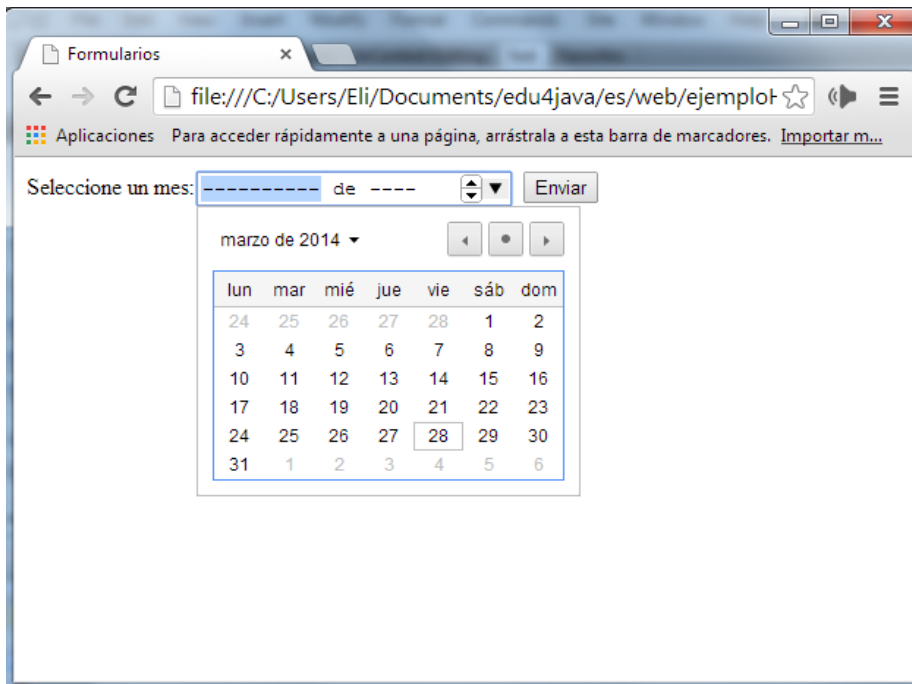 Formularios
file:///C:/Users/Eli/Documents/edu4java/es/web/ejemploH
Aplicaciones Para acceder rápidamente a una página, arrástrala a esta barra de marcadores. Importar m...
Seleccione un mes: ---------- de ---- Enviar
marzo de 2014
lun mar mié jue vie sáb dom
24 25 26 27 28 1 2
3 4 5 6 7 8 9
10 11 12 13 14 15 16
17 18 19 20 21 22 23
24 25 26 27 28 29 30
31 1 2 3 4 5 6